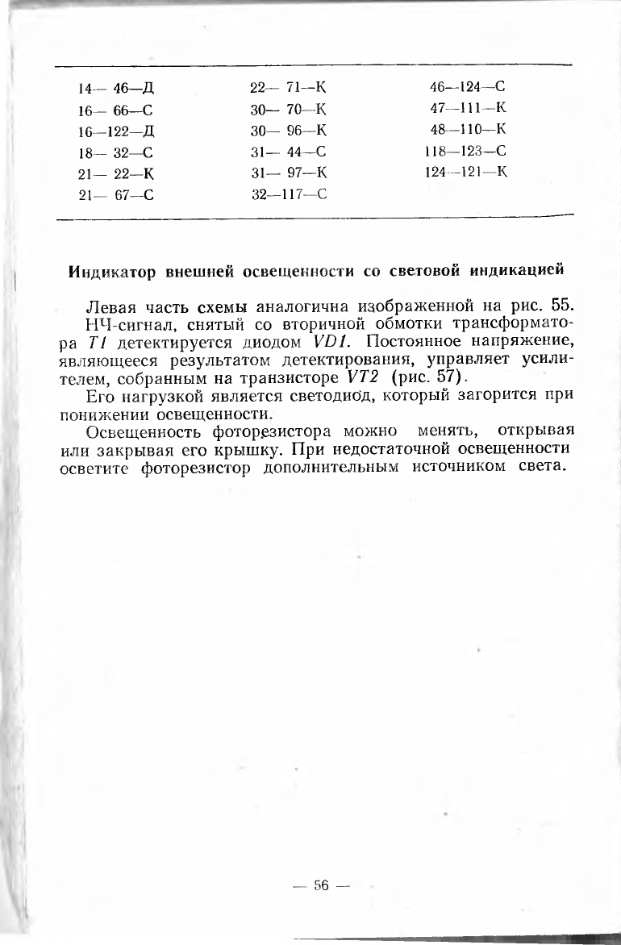 14— 46—Д 22— 71—К 46—124—С
16— 66—С 30— 70—К 47—111—К
16—122—Д 30— 96—К 48—110—К
18— 32—С 31— 44—С 118—123—С
21— 22—К 31— 97—К 124—121—К
21— 67—С 32—117—С
Индикатор внешней освещенности со световой индикацией
Левая часть схемы аналогична изображенной на рис. 55.
НЧ-сигнал, снятый со вторичной обмотки трансформато-
ра T1 детектируется диодом VD1. Постоянное напряжение,
являющееся результатом детектирования, управляет усили-
телем, собранным на транзисторе VT2 (рис. 57).
Его нагрузкой является светодиод, который загорится при
понижении освещенности.
Освещенность фоторезистора можно менять, открывая
или закрывая его крышку. При недостаточной освещенности
осветите фоторезистор дополнительным источником света.
— 56 —